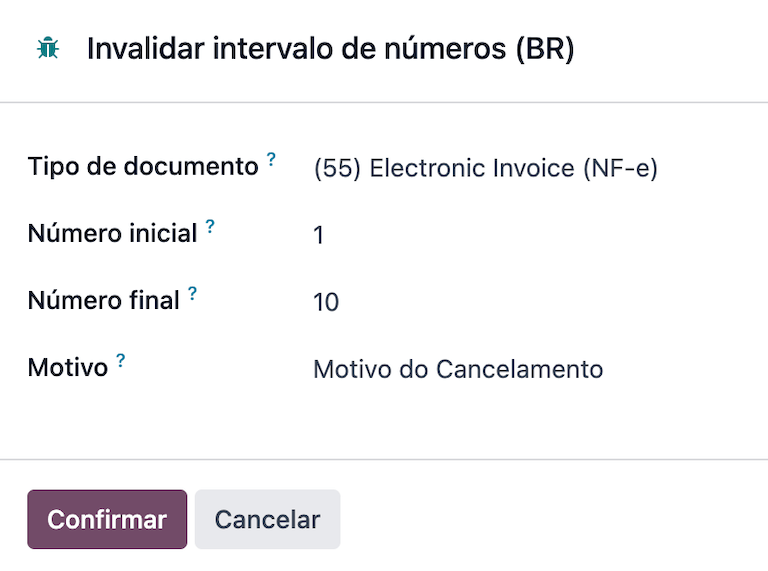 Invalidar intervalo de números (BR)
Tipo de documento ? (55) Electronic Invoice (NF-e)
Número inicial ? 1
Número final ? 10
Motivo ? Motivo do Cancelamento
Confirmar Cancelar